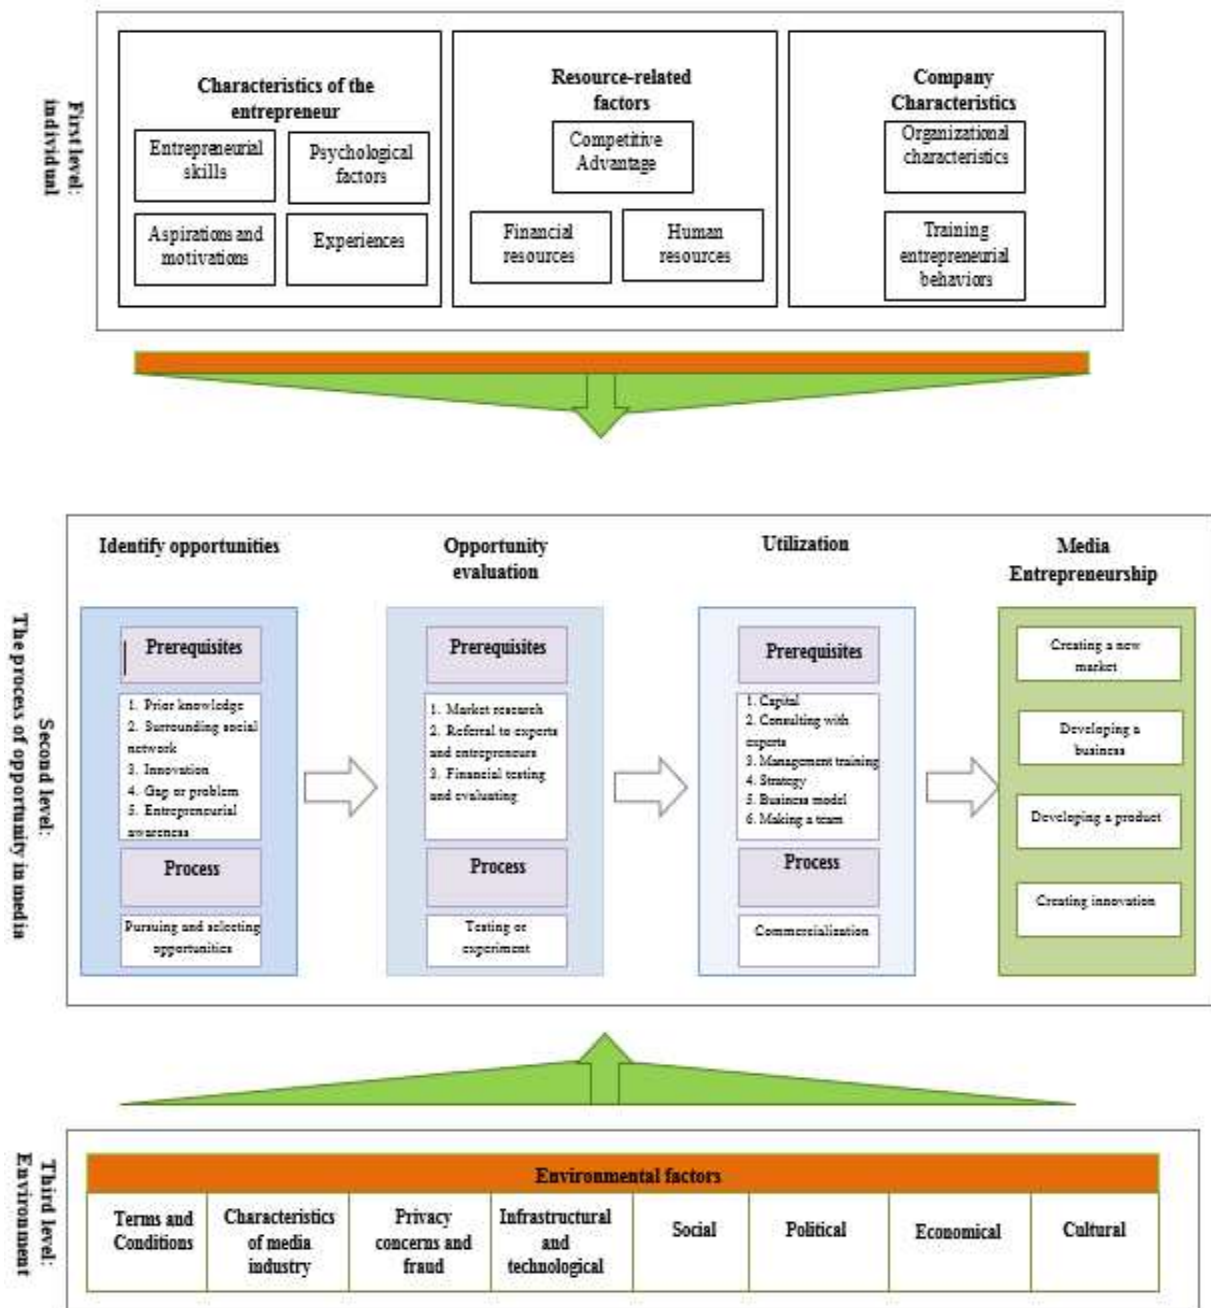 First level:
individual
Characteristics of the
entrepreneur
Entrepreneurial
skills
Psychological
factors
Aspirations and
motivations
Experiences
Resource-related
factors
Competitive
Advantage
Financial
resources
Human
resources
Company
Characteristics
Organizational
characteristics
Training
entrepreneurial
behaviors
Second level:
The process of opportunity in media
Identify opportunities
Prerequisites
1. Prior knowledge
2. Surrounding social
network
3. Innovation
4. Gap or problem
5. Entrepreneurial
awareness
Process
Pursuing and selecting
opportunities
Opportunity
evaluation
Prerequisites
1. Market research
2. Referral to experts
and entrepreneurs
3. Financial testing
and evaluating
Process
Testing or
experiment
Utilization
Prerequisites
1. Capital
2. Consulting with
experts
3. Management training
4. Strategy
5. Business model
6. Making a team
Process
Commercialization
Media
Entrepreneurship
Creating a new
market
Developing a
business
Developing a product
Creating innovation
Third level:
Environment
Environmental factors
Terms and
Conditions
Characteristics
of media
industry
Privacy
concerns and
fraud
Infrastructural
and
technological
Social
Political
Economical
Cultural